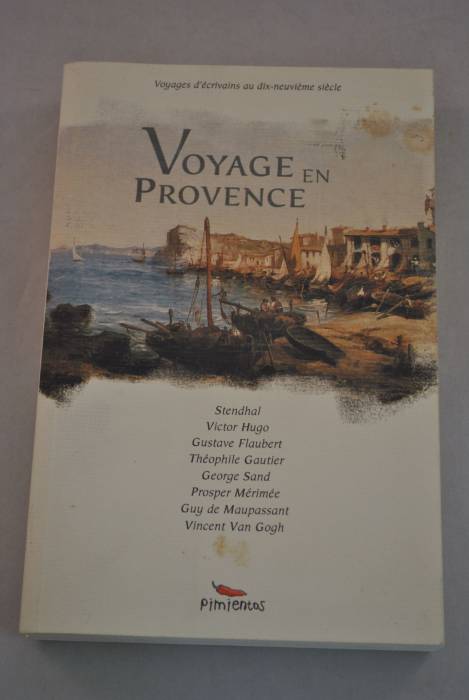 Voyages d'écrivains au dix-neuvième siècle
VOYAGE EN
PROVENCE
Stendhal
Victor Hugo
Gustave Flaubert
Théophile Gautier
George Sand
Prosper Mérimée
Guy de Maupassant
Vincent Van Gogh
Pimientos